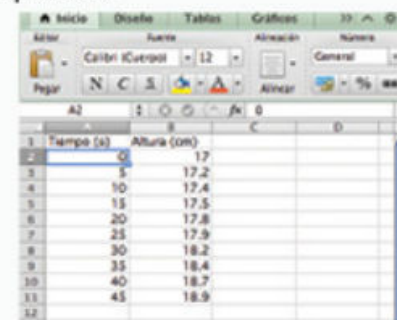 Inicio Diseño Tablas Gráficos
Editar Fuente Alineación Número
Calibri (Cuerpo) 12 General
Pegar N C S A Alinear %
A2 fx 0
A B C D
1 Tiempo (s) Altura (cm)
2 0 17
3 5 17.2
4 10 17.4
5 15 17.5
6 20 17.8
7 25 17.9
8 30 18.2
9 35 18.4
10 40 18.7
11 45 18.9
12